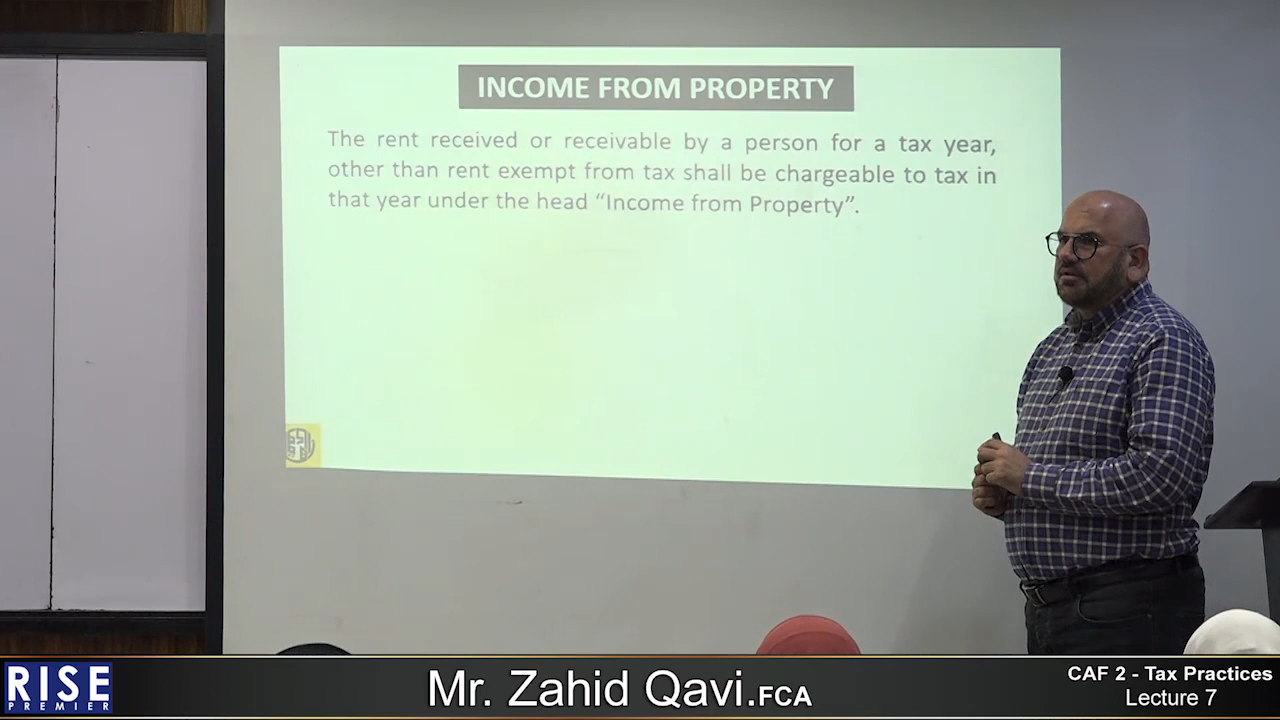 INCOME FROM PROPERTY
The rent received or receivable by a person for a tax year,
other than rent exempt from tax shall be chargeable to tax in
that year under the head “Income from Property”.
RISE
PREMIER
Mr. Zahid Qavi.FCA
CAF 2 - Tax Practices
Lecture 7